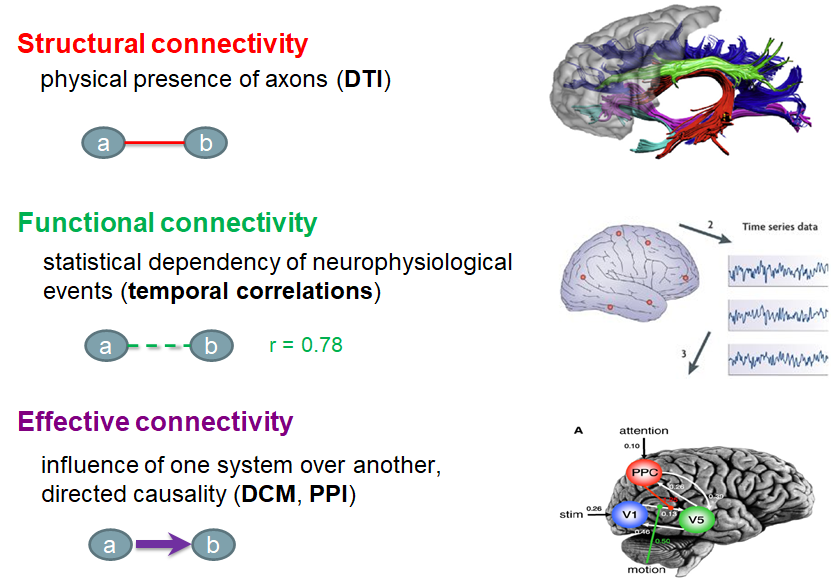 Structural connectivity
physical presence of axons (DTI)
a b
Functional connectivity
statistical dependency of neurophysiological
events (temporal correlations)
a b r = 0.78
2 Time series data
3
Effective connectivity
influence of one system over another,
directed causality (DCM, PPI)
a b
A
attention
0.10
PPC
0.26
stim 0.26 V1 0.13 V5
0.46
0.50
motion